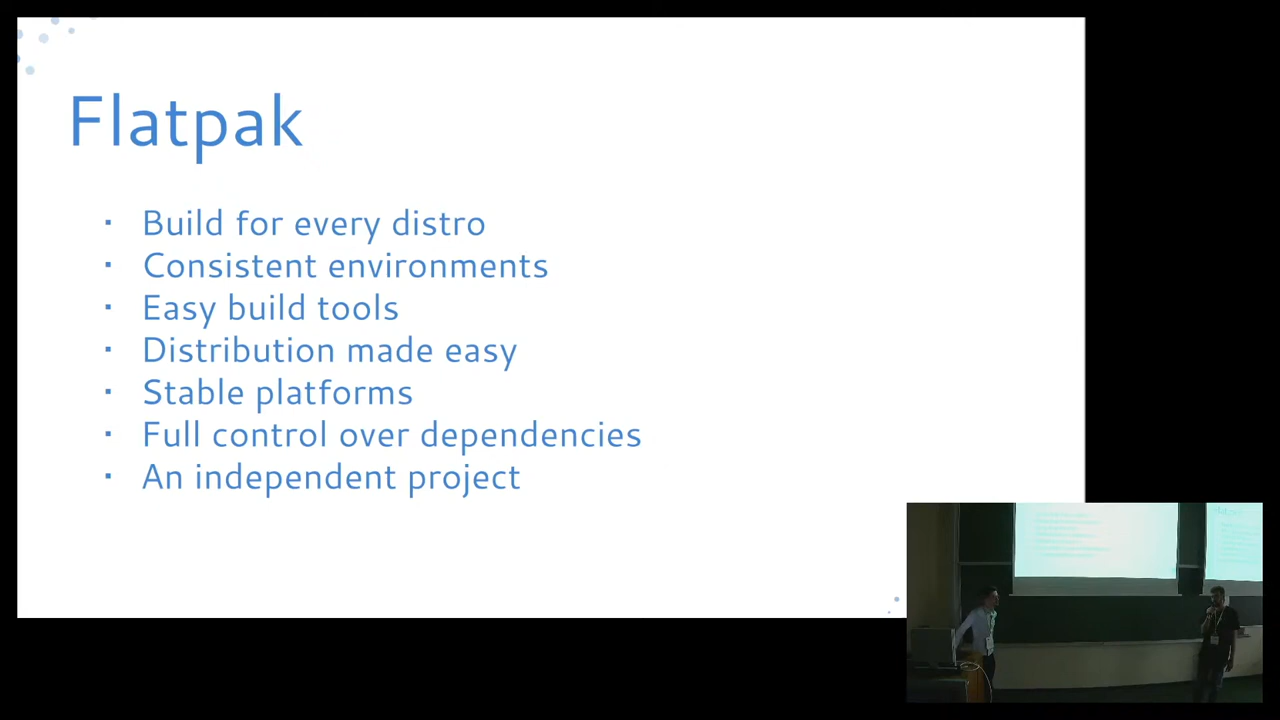 Flatpak
· Build for every distro
· Consistent environments
· Easy build tools
· Distribution made easy
· Stable platforms
· Full control over dependencies
· An independent project